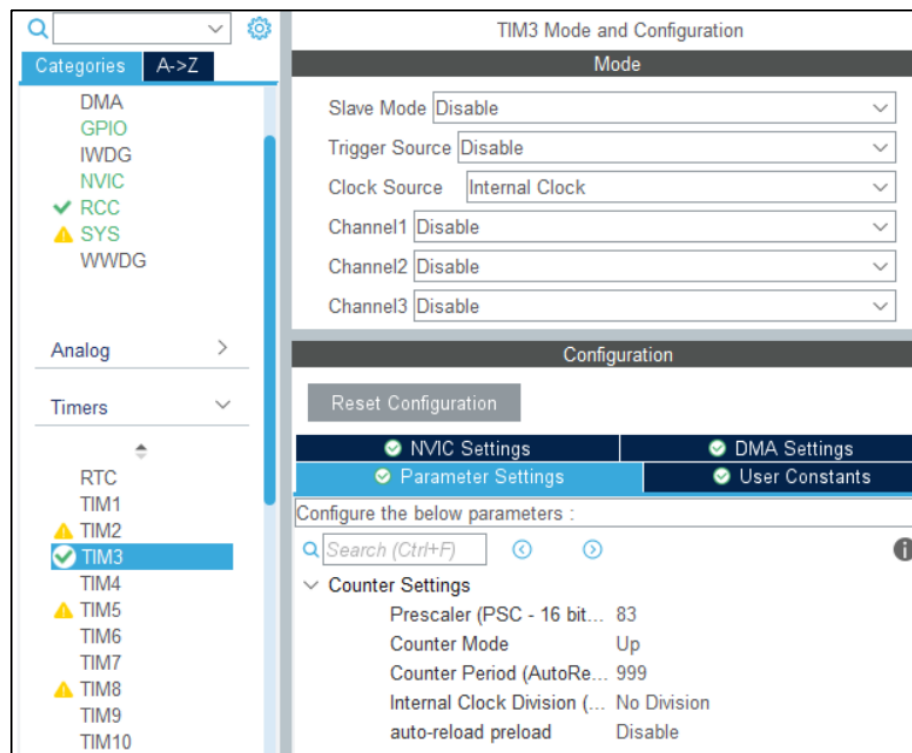 Categories A->Z
DMA
GPIO
IWDG
NVIC
RCC
SYS
WWDG
Analog
Timers
RTC
TIM1
TIM2
TIM3
TIM4
TIM5
TIM6
TIM7
TIM8
TIM9
TIM10
TIM3 Mode and Configuration
Mode
Slave Mode Disable
Trigger Source Disable
Clock Source Internal Clock
Channel1 Disable
Channel2 Disable
Channel3 Disable
Configuration
Reset Configuration
NVIC Settings DMA Settings
Parameter Settings User Constants
Configure the below parameters :
Search (Ctrl+F)
Counter Settings
Prescaler (PSC - 16 bit... 83
Counter Mode Up
Counter Period (AutoRe... 999
Internal Clock Division (... No Division
auto-reload preload Disable